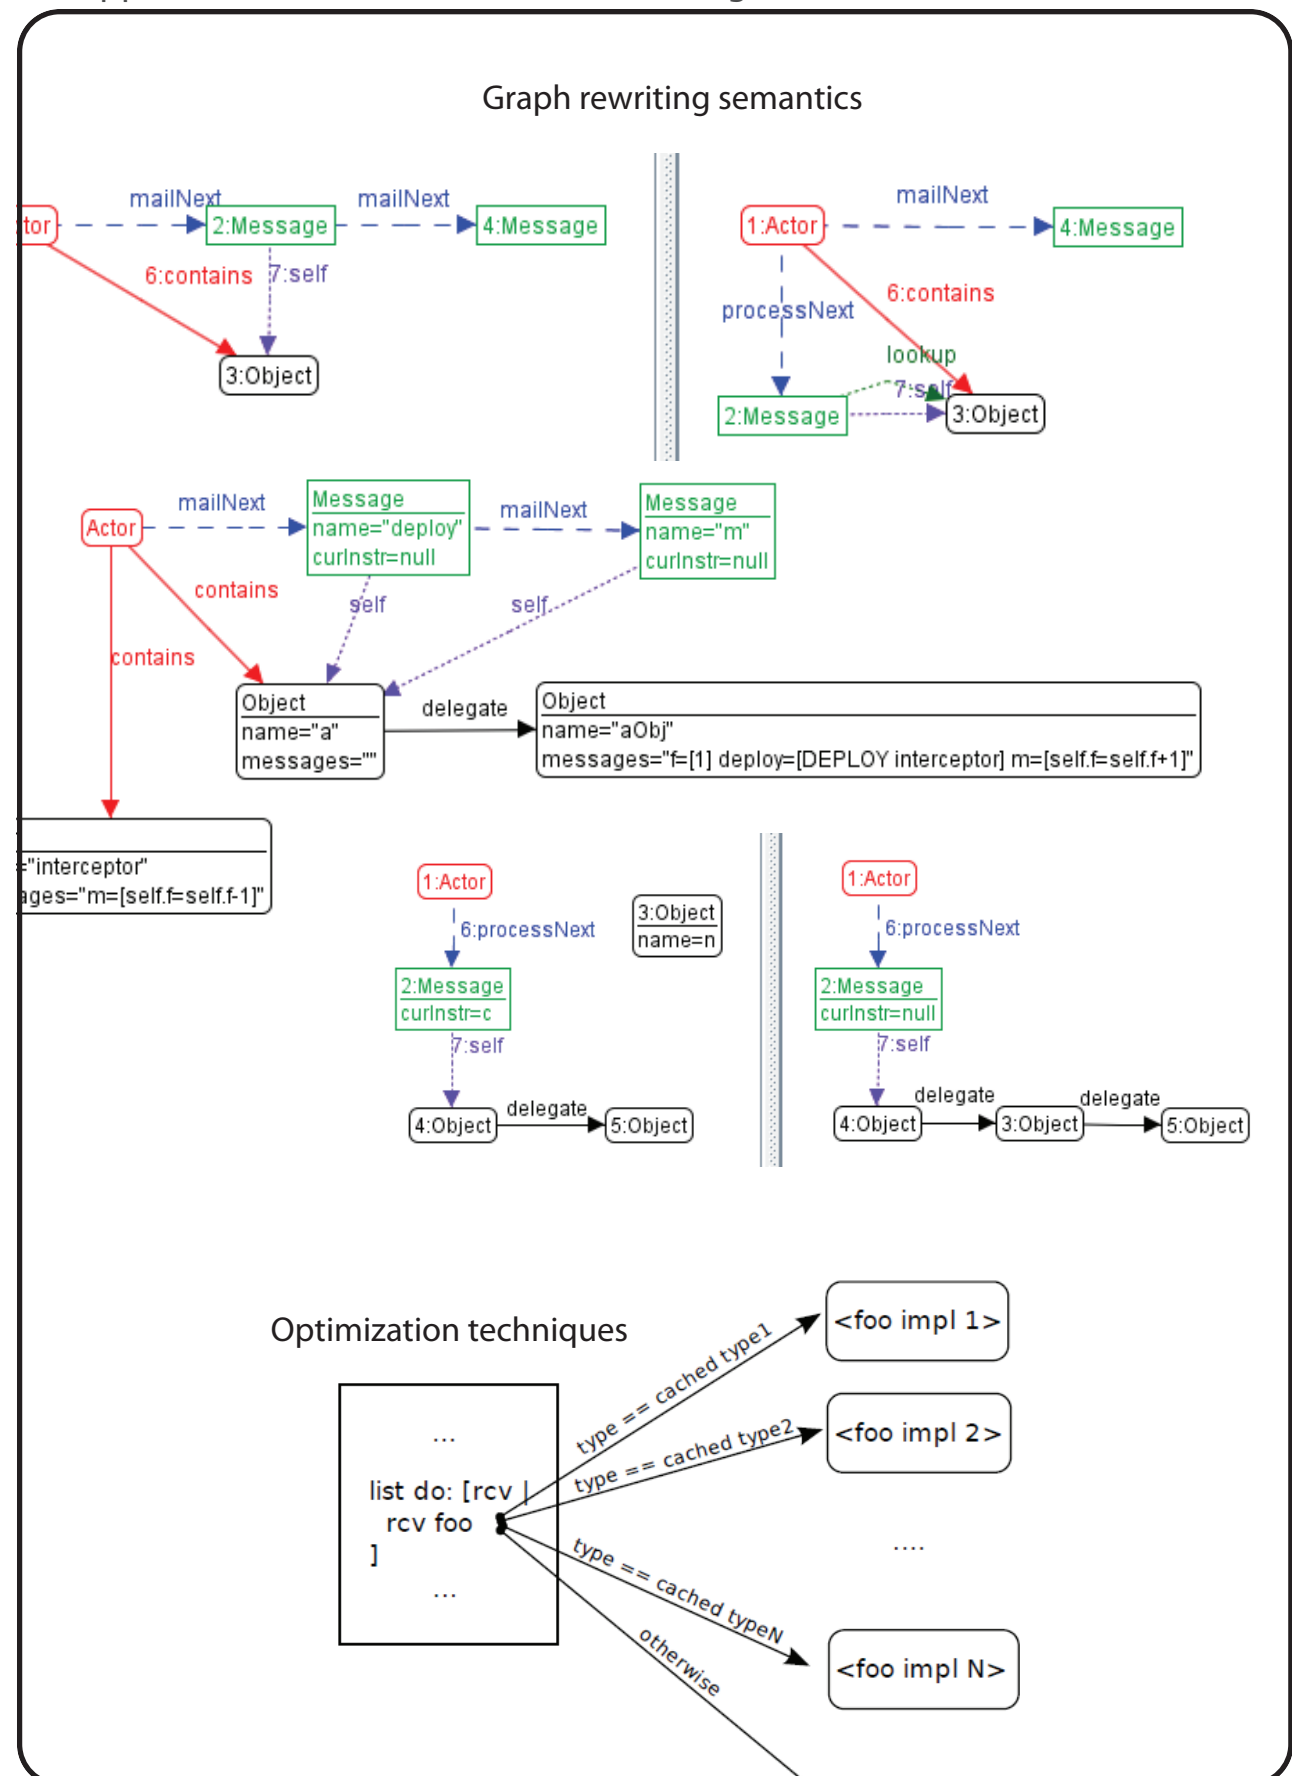 Graph rewriting semantics
mailNext
mailNext
tor
2:Message
4:Message
6:contains
7:self
3:Object
mailNext
1:Actor
4:Message
6:contains
processNext
lookup
7:self
2:Message
3:Object
Actor
mailNext
Message
name="deploy"
curInstr=null
mailNext
Message
name="m"
curInstr=null
contains
self
self
contains
Object
name="a"
messages=""
delegate
Object
name="aObj"
messages="f=[1] deploy=[DEPLOY interceptor] m=[self.f=self.f+1]"
="interceptor"
ages="m=[self.f=self.f-1]"
1:Actor
6:processNext
3:Object
name=n
2:Message
curInstr=c
7:self
4:Object
delegate
5:Object
1:Actor
6:processNext
2:Message
curInstr=null
7:self
4:Object
delegate
3:Object
delegate
5:Object
Optimization techniques
...
list do: [rcv |
rcv foo
]
...
type == cached type1
<foo impl 1>
type == cached type2
<foo impl 2>
....
type == cached typeN
<foo impl N>
otherwise